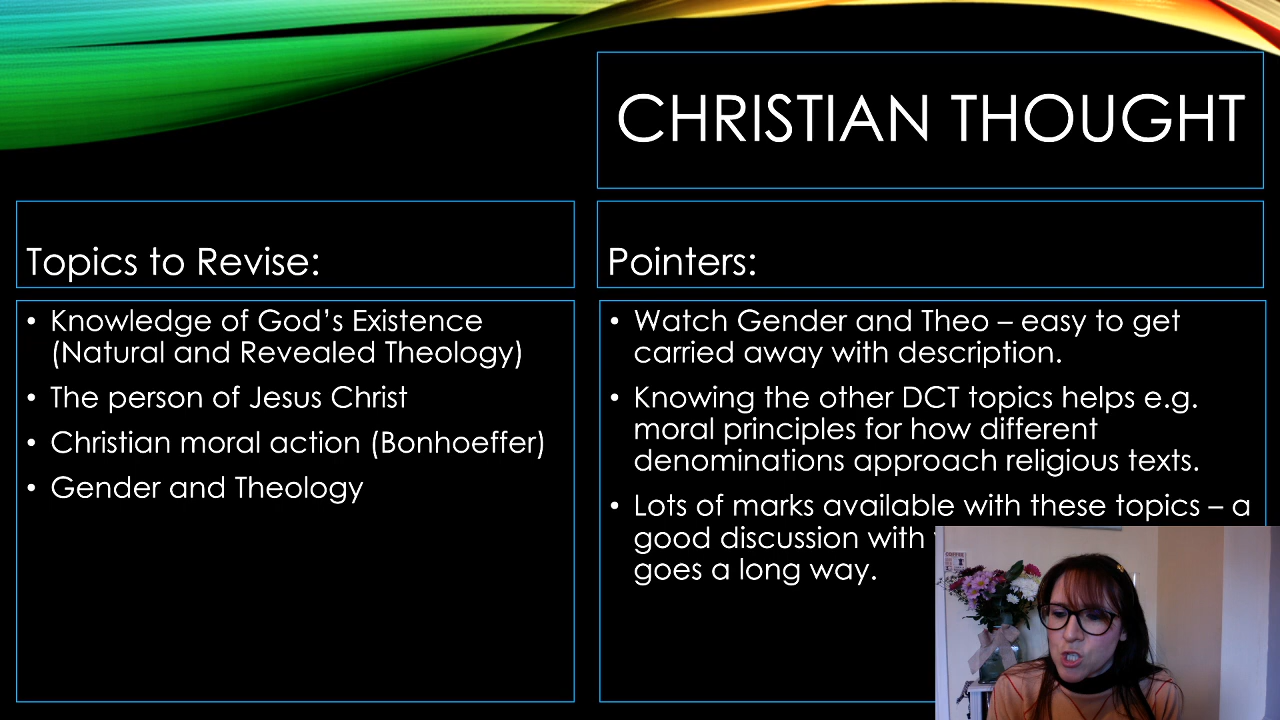 CHRISTIAN THOUGHT
Topics to Revise:
• Knowledge of God’s Existence
(Natural and Revealed Theology)
• The person of Jesus Christ
• Christian moral action (Bonhoeffer)
• Gender and Theology
Pointers:
• Watch Gender and Theo – easy to get
carried away with description.
• Knowing the other DCT topics helps e.g.
moral principles for how different
denominations approach religious texts.
• Lots of marks available with these topics – a
good discussion with
goes a long way.